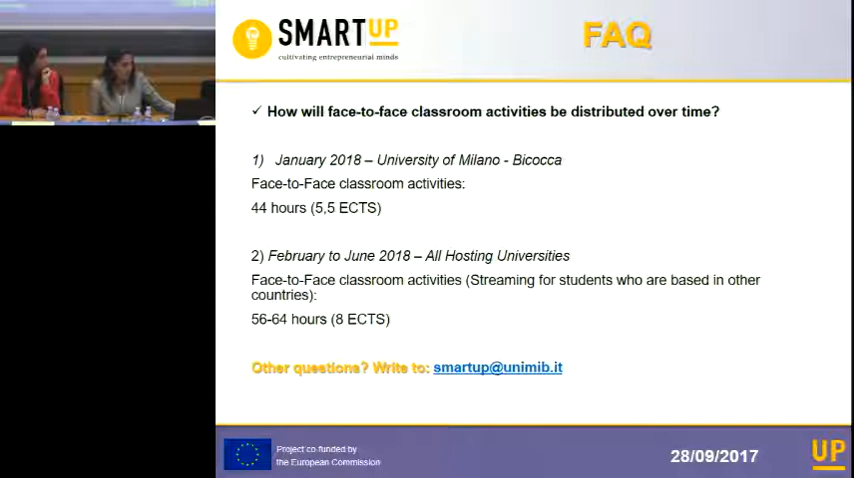 SMARTUP
cultivating entrepreneurial minds
FAQ
✓ How will face-to-face classroom activities be distributed over time?
1) January 2018 – University of Milano - Bicocca
Face-to-Face classroom activities:
44 hours (5,5 ECTS)
2) February to June 2018 – All Hosting Universities
Face-to-Face classroom activities (Streaming for students who are based in other
countries):
56-64 hours (8 ECTS)
Other questions? Write to: smartup@unimib.it
Project co-funded by
the European Commission
28/09/2017
UP